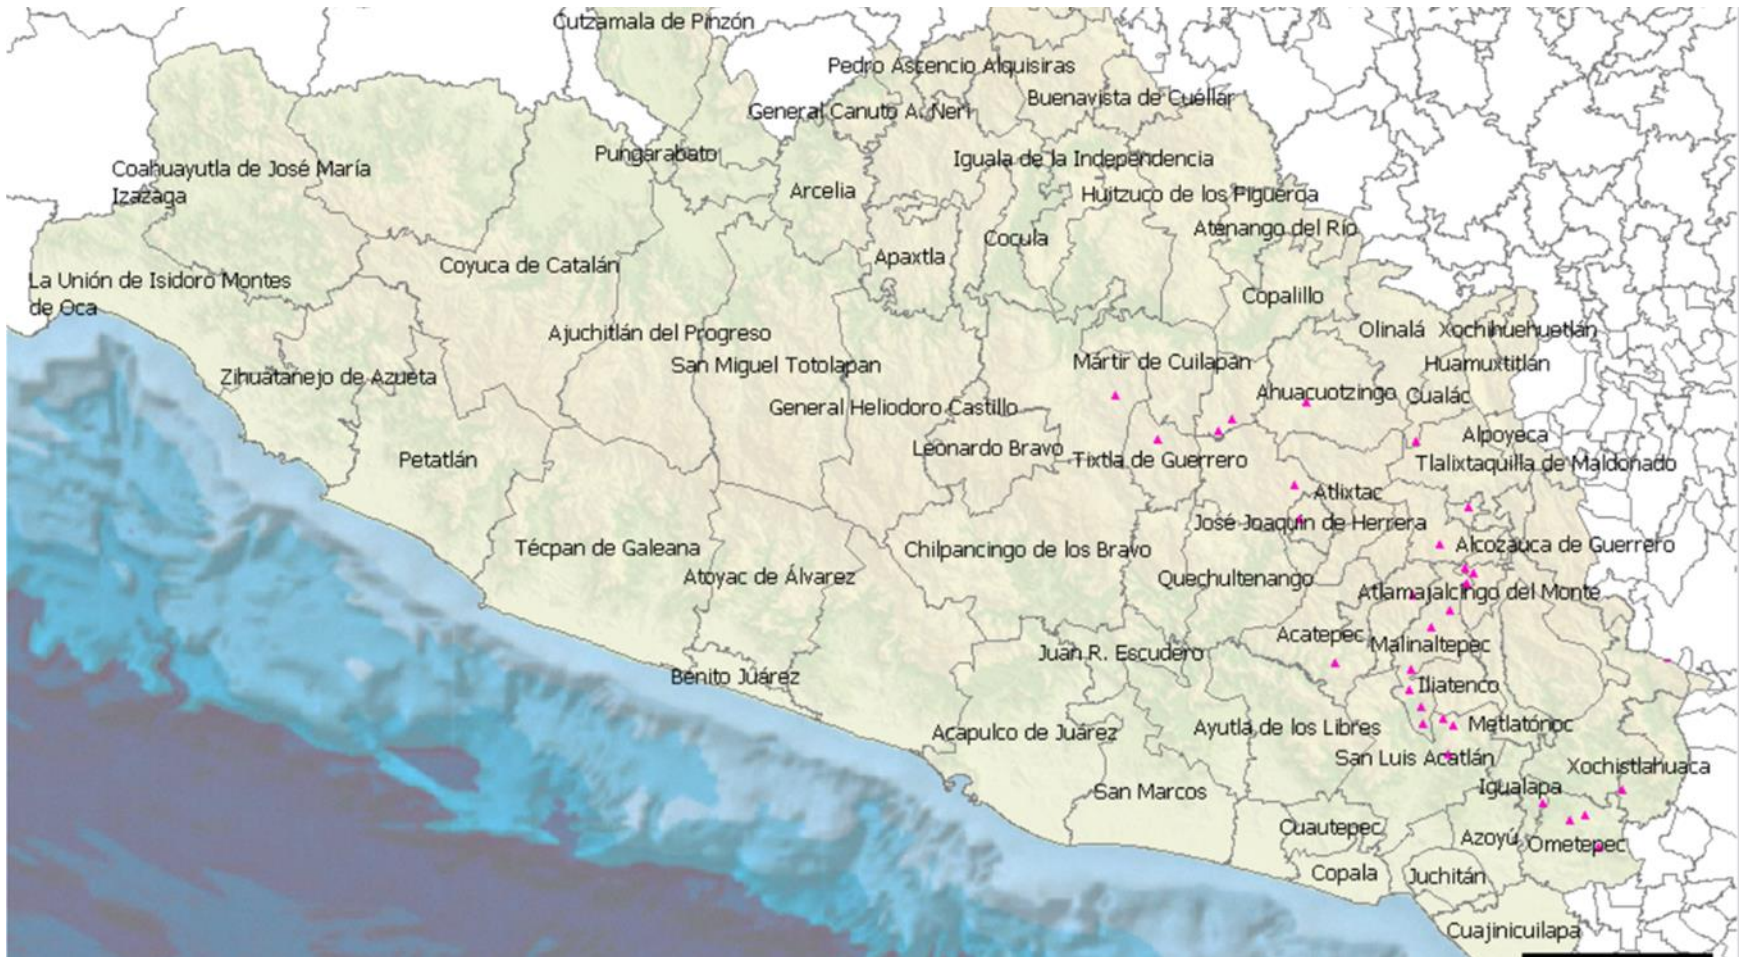 Cutzamala de Pinzón
Pedro Ascencio Alquisiras
Buenavista de Cuéllar
General Canuto A. Neri
Pungarabato
Iguala de la Independencia
Coahuayutla de José María
Izazaga
Arcelia
Huitzuco de los Figueroa
Atenango del Río
Cocula
Apaxtla
Coyuca de Catalán
La Unión de Isidoro Montes
de Oca
Copalillo
Ajuchitlán del Progreso
Olinalá
Xochihuehuetlán
San Miguel Totolapan
Mártir de Cuilapan
Huamuxtitlán
Zihuatanejo de Azueta
Ahuacuotzingo
Cualác
General Heliodoro Castillo
Alpoyeca
Leonardo Bravo
Petatlán
Tixtla de Guerrero
Tlalixtaquilla de Maldonado
Atlixtac
José Joaquin de Herrera
Técpan de Galeana
Chilpancingo de los Bravo
Alcozauca de Guerrero
Atoyac de Álvarez
Quechultenango
Atlamajalcingo del Monte
Acatepec
Malinaltepec
Juan R. Escudero
Benito Júárez
Iliatenco
Acapulco de Juárez
Ayutla de los Libres
Metlatónoc
San Luis Acatlán
Xochistlahuaca
San Marcos
Igualapa
Cuautepec
Azoyú
Ometepec
Copala
Juchitán
Cuajinicuilapa